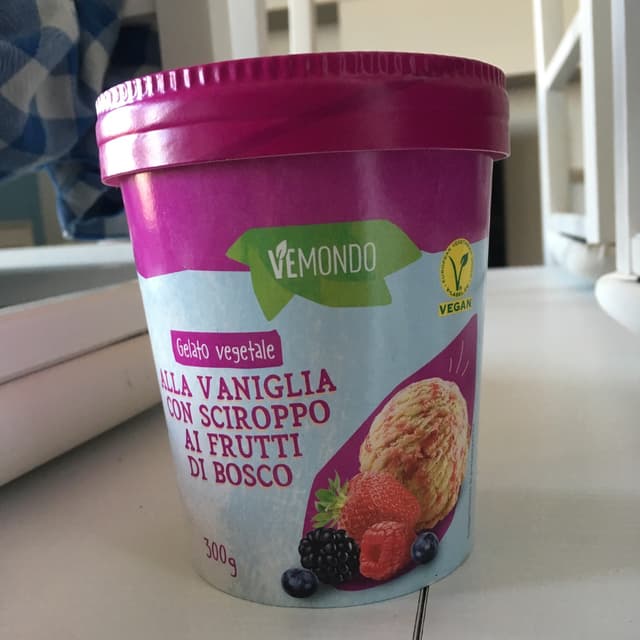 VEMONDO
VEGAN
Gelato vegetale
ALLA VANIGLIA
CON SCIROPPO
AI FRUTTI
DI BOSCO
300g